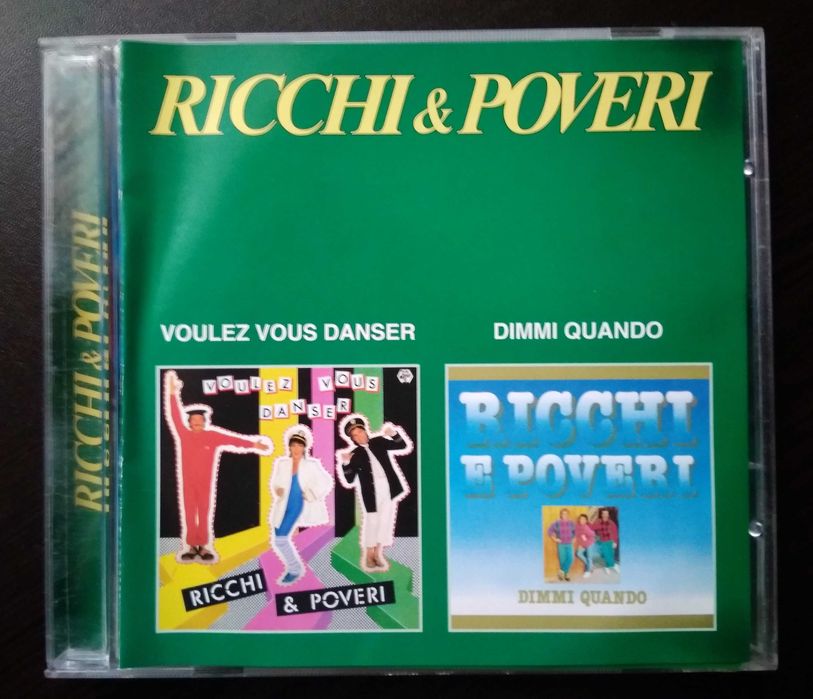 RICCHI & POVERI
RICCHI & POVERI
VOULEZ VOUS DANSER
DIMMI QUANDO
VOULEZ VOUS
DANSER
RICCHI
& POVERI
RICCHI
E POVERI
DIMMI QUANDO